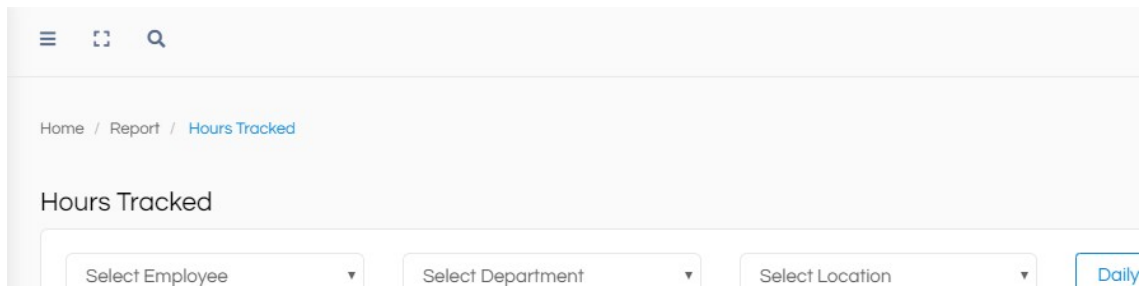 Home / Report / Hours Tracked
Hours Tracked
Select Employee Select Department Select Location Daily